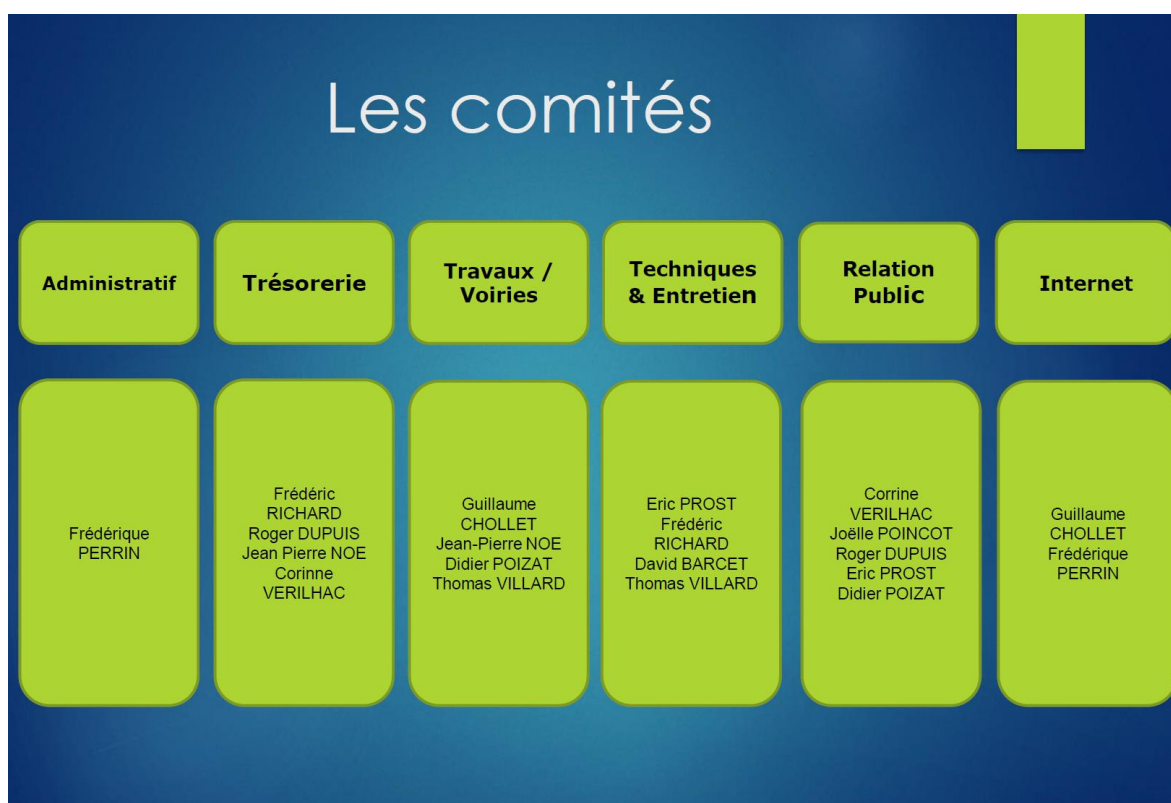 Les comités
Administratif
Trésorerie
Travaux /
Voiries
Techniques
& Entretien
Relation
Public
Internet
Frédérique
PERRIN
Frédéric
RICHARD
Roger DUPUIS
Jean Pierre NOE
Corinne
VERILHAC
Guillaume
CHOLLET
Jean-Pierre NOE
Didier POIZAT
Thomas VILLARD
Eric PROST
Frédéric
RICHARD
David BARCET
Thomas VILLARD
Corrine
VERILHAC
Joëlle POINCOT
Roger DUPUIS
Eric PROST
Didier POIZAT
Guillaume
CHOLLET
Frédérique
PERRIN